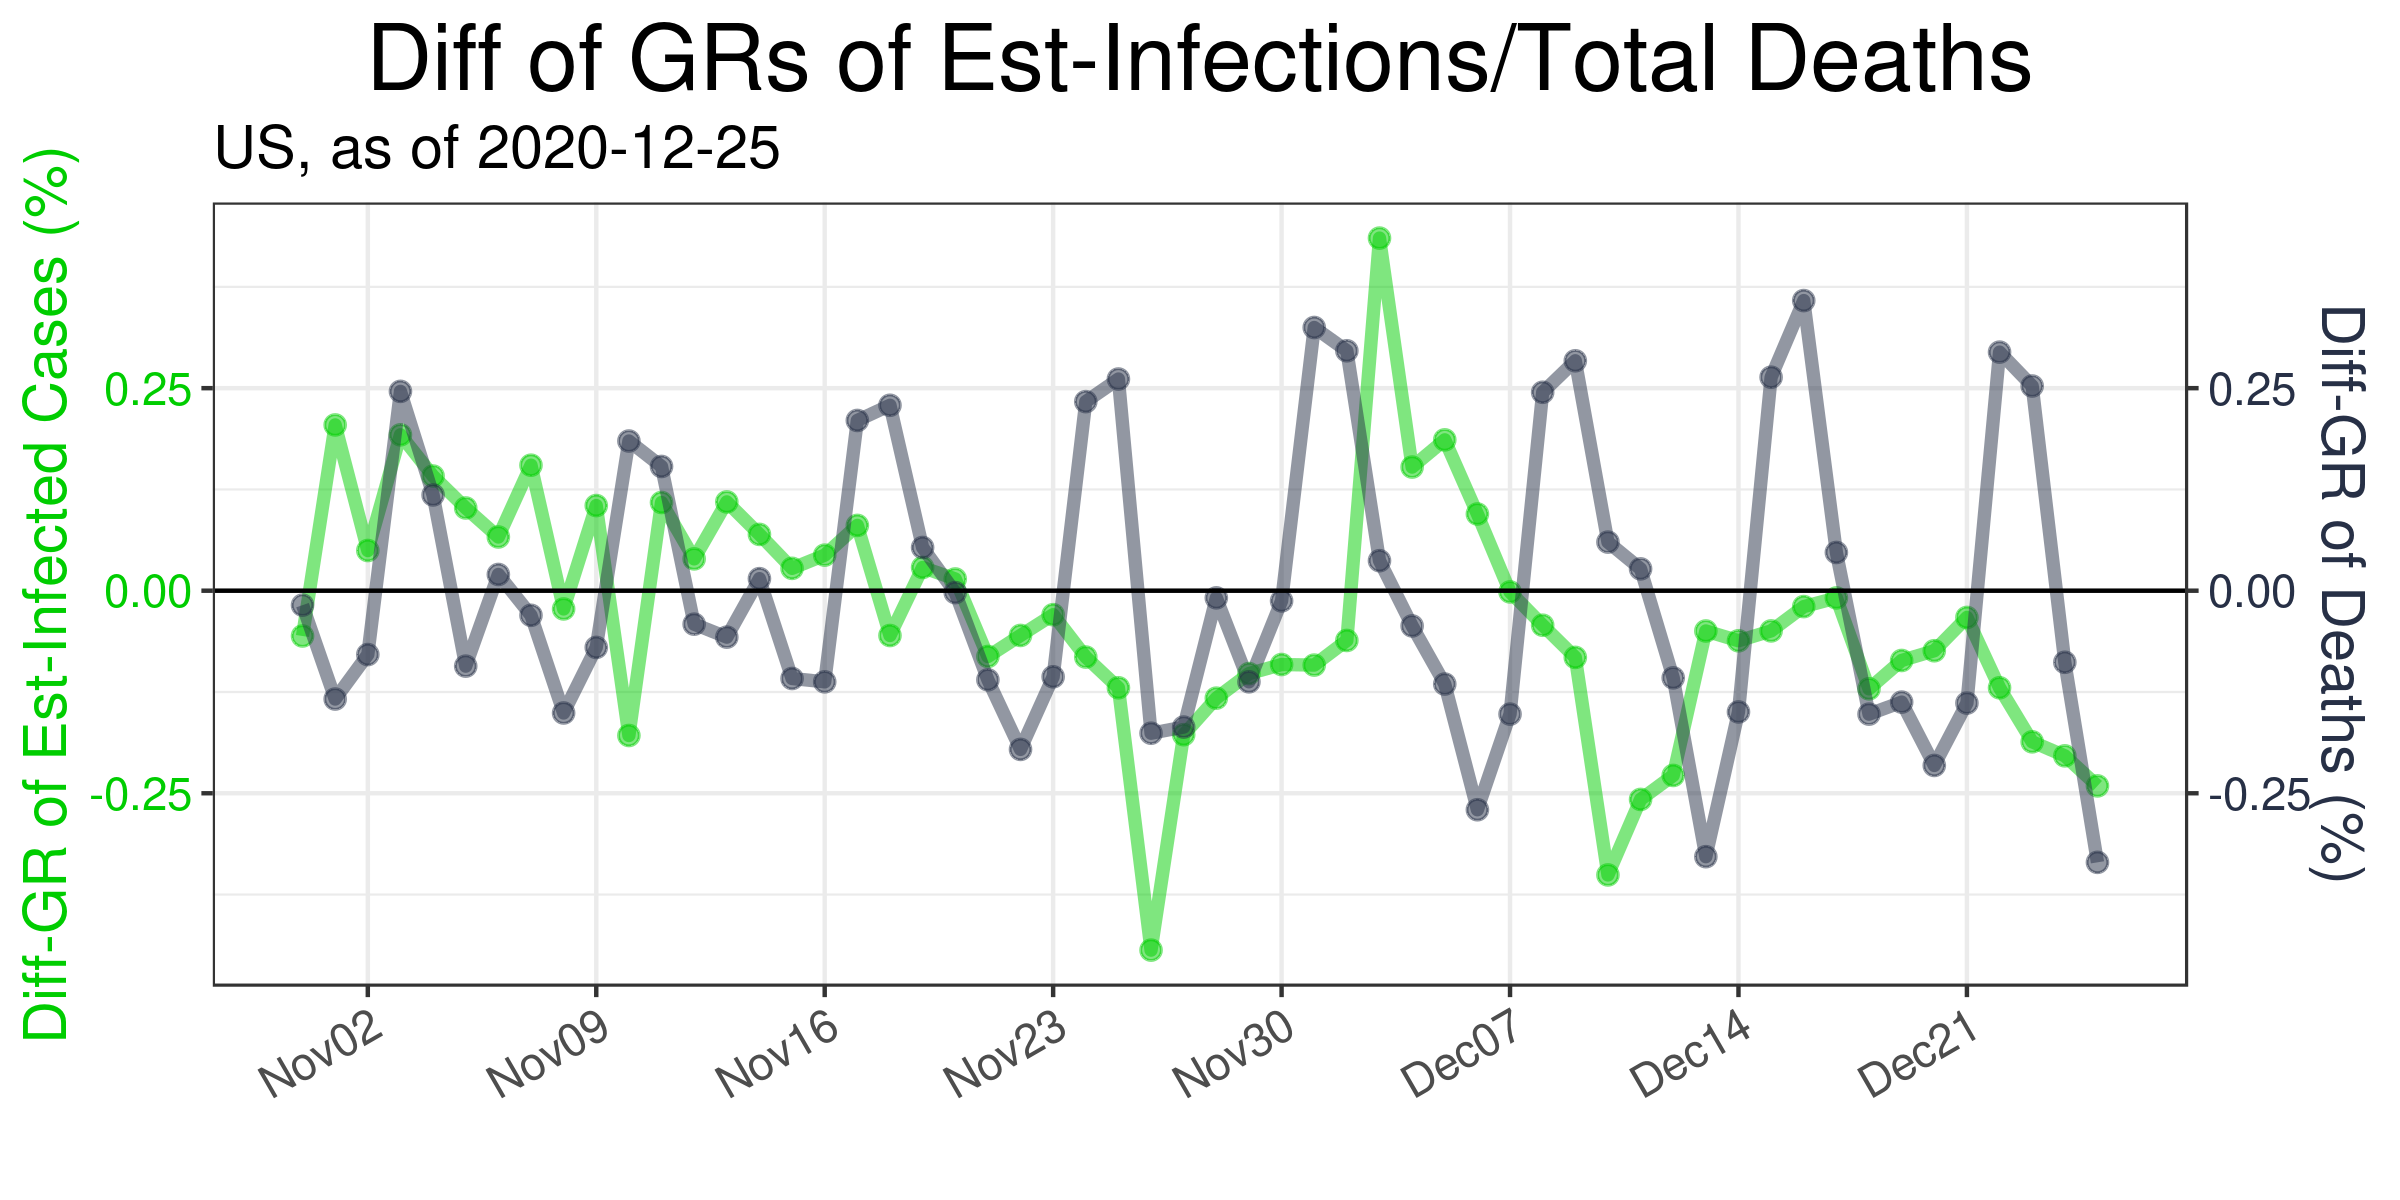 Diff of GRs of Est-Infections/Total Deaths
US, as of 2020-12-25
Diff-GR of Est-Infected Cases (%)
0.25
0.00
-0.25
0.25
0.00
-0.25
Diff-GR of Deaths (%)
Nov02
Nov09
Nov16
Nov23
Nov30
Dec07
Dec14
Dec21